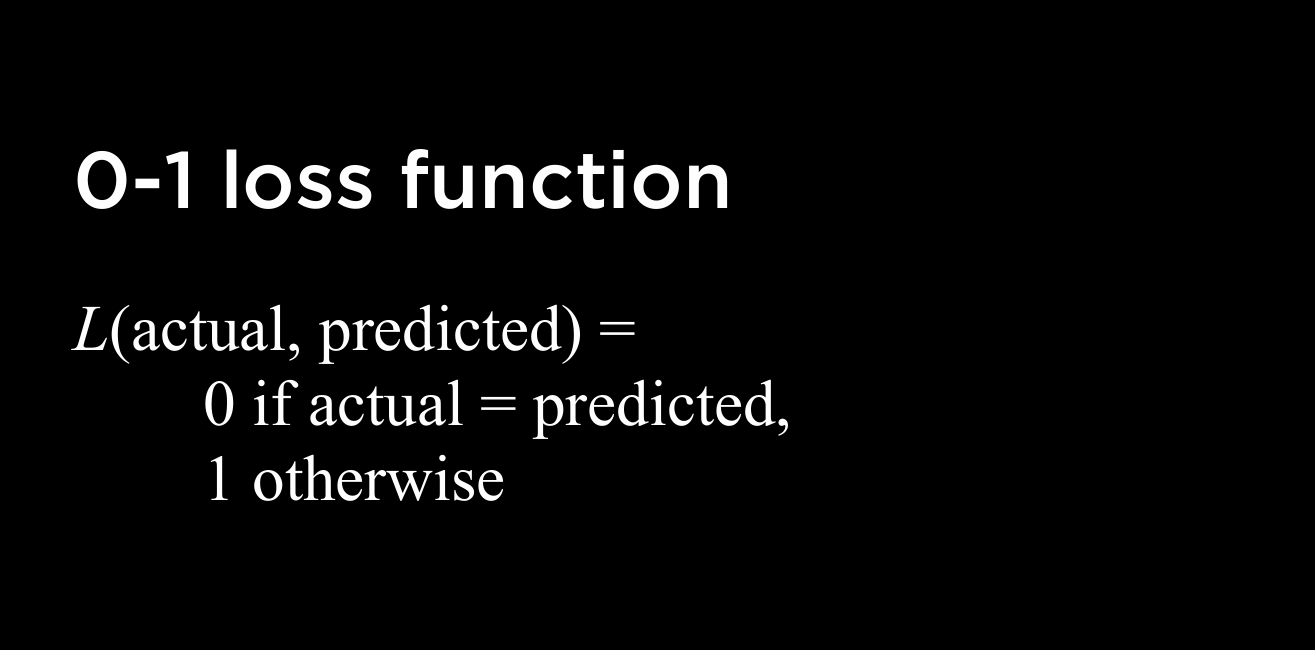 0-1 loss function
L(actual, predicted) =
0 if actual = predicted,
1 otherwise